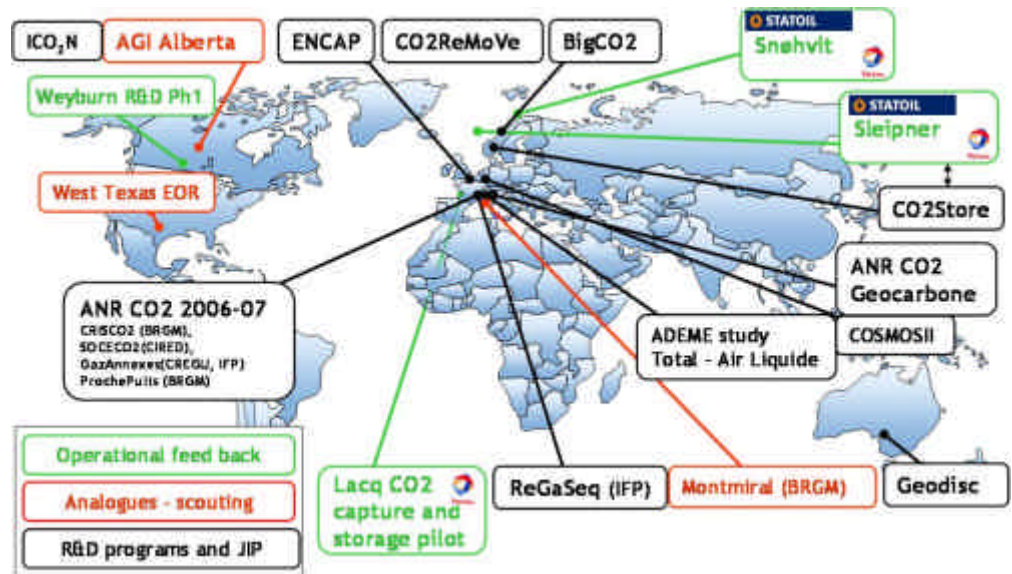 ICO₂N
AGI Alberta
ENCAP
CO2ReMoVe
BigCO2
STATOIL
Snøhvit
Weyburn R&D Ph1
STATOIL
Sleipner
West Texas EOR
CO2Store
ANR CO2 2006-07
CRISCO2 (BRGM),
SOCECO2(CIRED),
GazAnnexes(CREGU, IFP)
ProchePuits (BRGM)
ANR CO2
Geocarbone
ADEME study
Total - Air Liquide
COSMOSII
Operational feed back
Analogues - scouting
R&D programs and JIP
Lacq CO2
capture and
storage pilot
ReGaSeq (IFP)
Montmiral (BRGM)
Geodisc